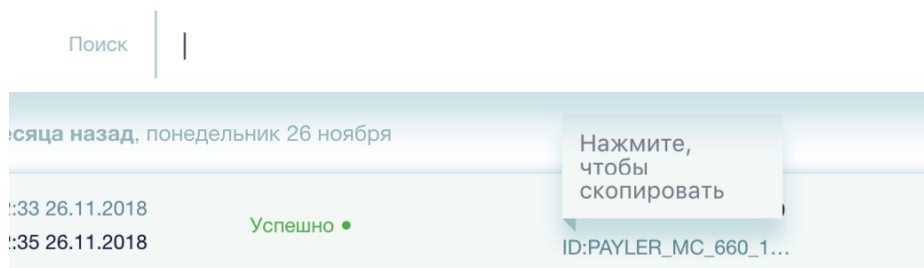 Поиск
есяца назад, понедельник 26 ноября
Нажмите,
чтобы
скопировать
:33 26.11.2018
Успешно
:35 26.11.2018
ID:PAYLER_MC_660_1...